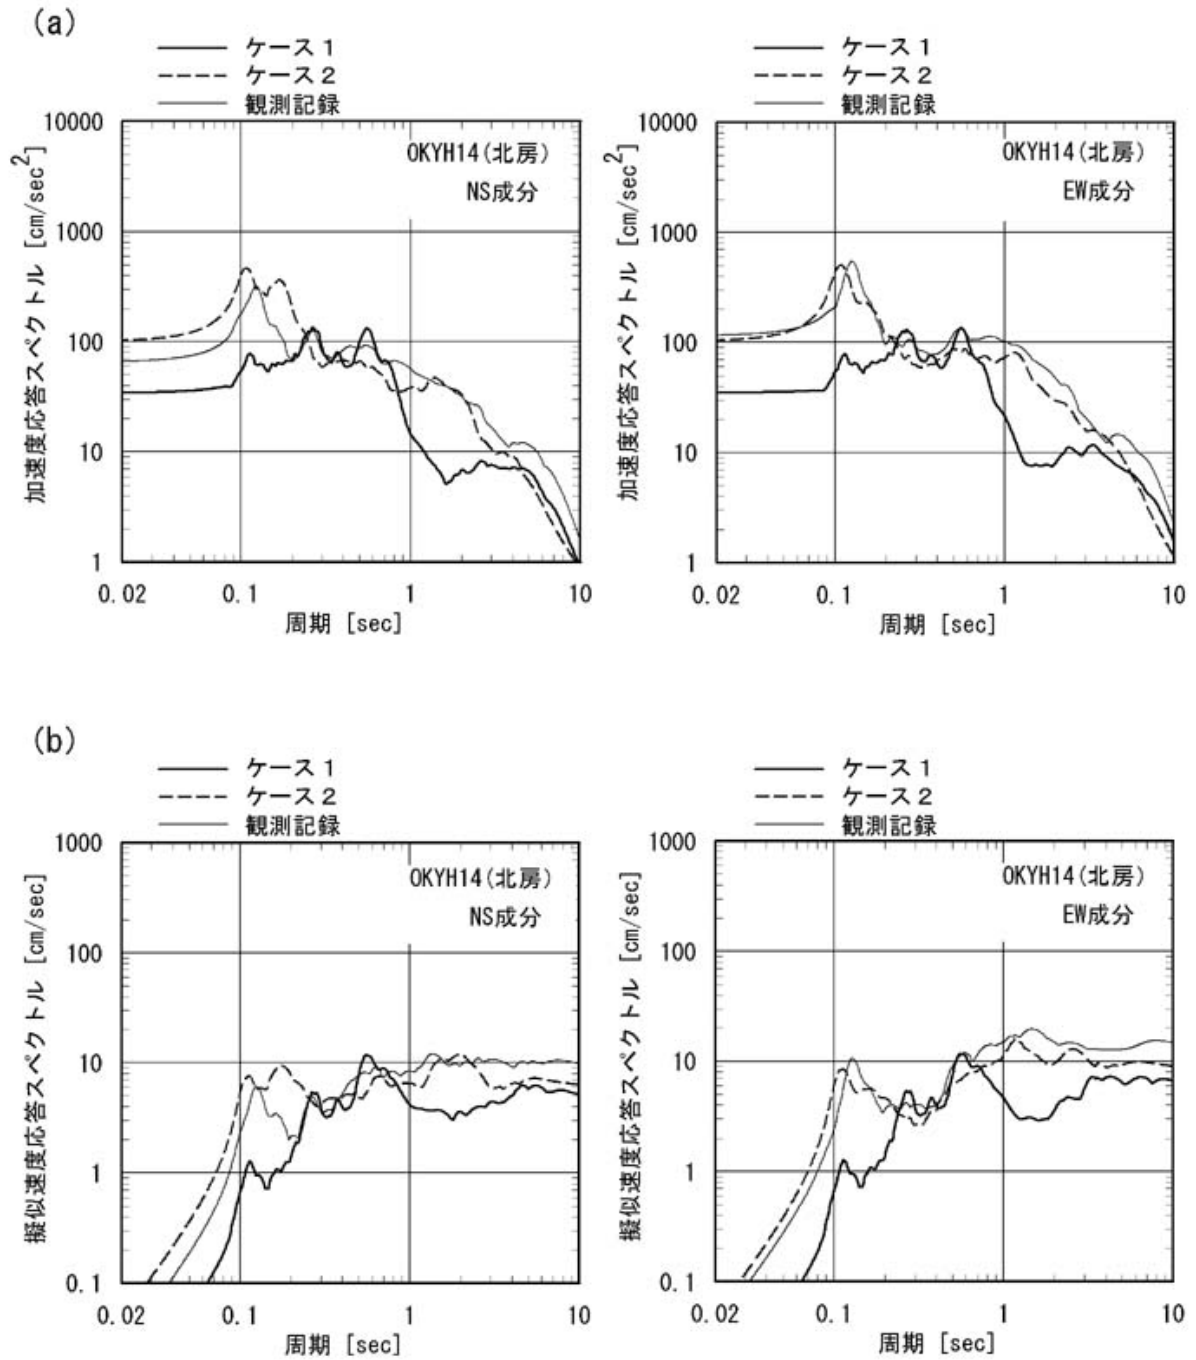 (a)
ケース１
ケース２
観測記録
ケース１
ケース２
観測記録
加速度応答スペクトル [cm/sec²]
10000
1000
100
10
1
OKYH14(北房)
NS成分
0.02
0.1
1
10
周期 [sec]
加速度応答スペクトル [cm/sec²]
10000
1000
100
10
1
OKYH14(北房)
EW成分
0.02
0.1
1
10
周期 [sec]
(b)
ケース１
ケース２
観測記録
ケース１
ケース２
観測記録
擬似速度応答スペクトル [cm/sec]
1000
100
10
1
0.1
OKYH14(北房)
NS成分
0.02
0.1
1
10
周期 [sec]
擬似速度応答スペクトル [cm/sec]
1000
100
10
1
0.1
OKYH14(北房)
EW成分
0.02
0.1
1
10
周期 [sec]